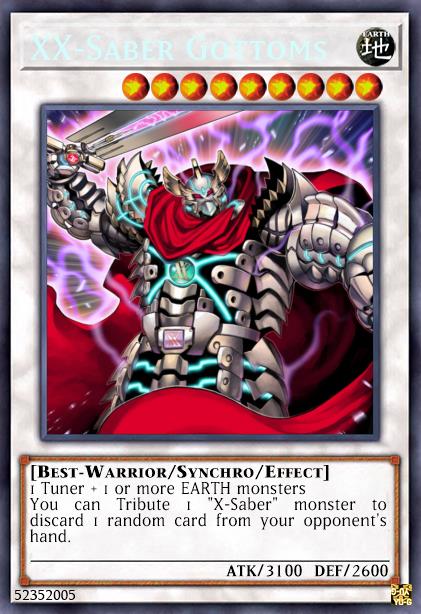 XX-Saber Gottoms
EARTH
地
[Best-Warrior/Synchro/Effect]
1 Tuner + 1 or more EARTH monsters
You can Tribute 1 "X-Saber" monster to
discard 1 random card from your opponent's
hand.
ATK/3100 DEF/2600
52352005